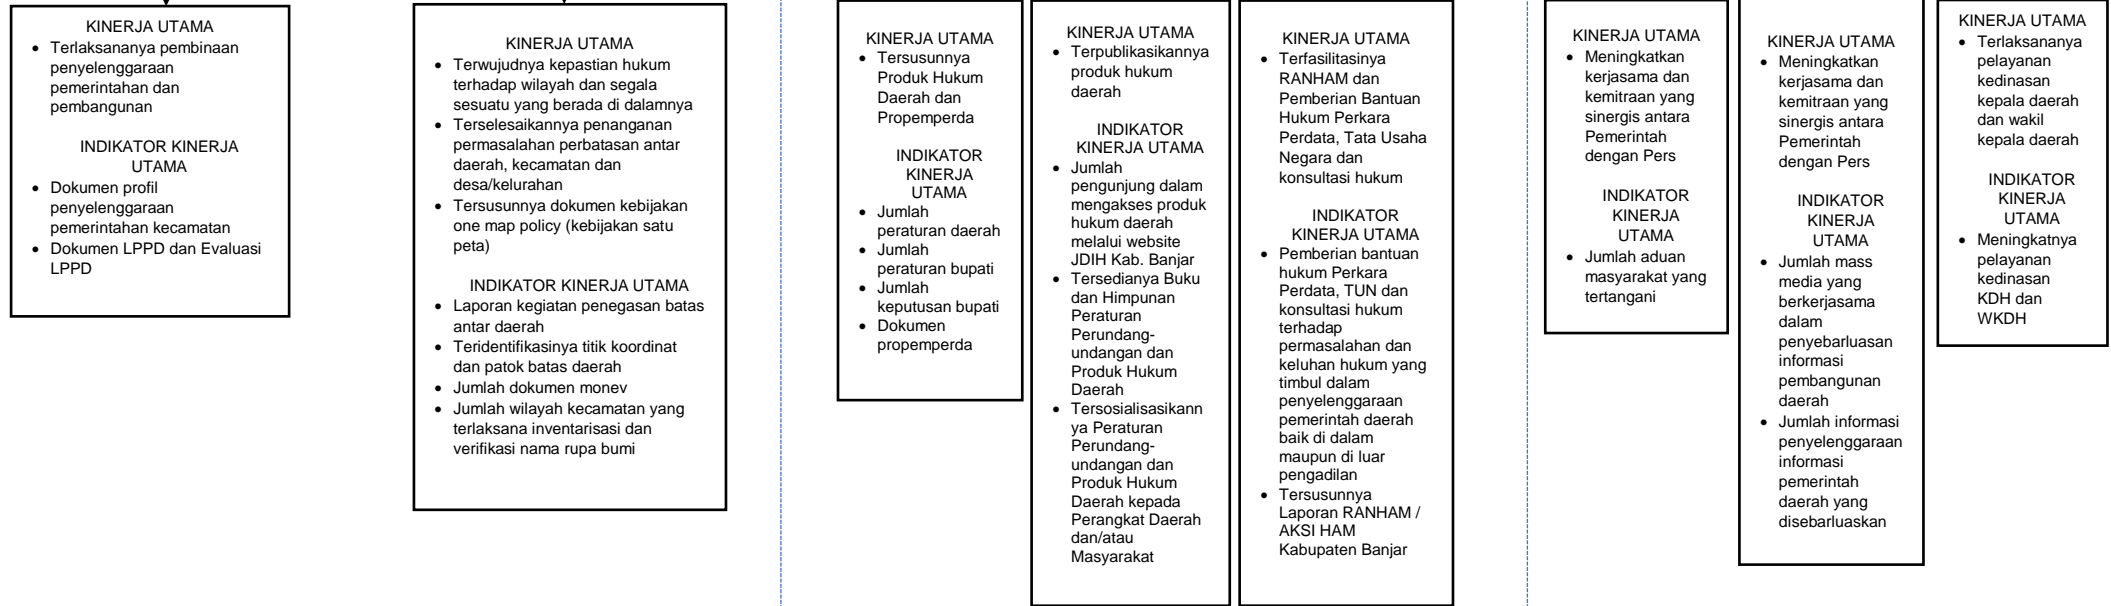 KINERJA UTAMA
• Terlaksananya pembinaan
penyelenggaraan
pemerintahan dan
pembangunan
INDIKATOR KINERJA
UTAMA
• Dokumen profil
penyelenggaraan
pemerintahan kecamatan
• Dokumen LPPD dan Evaluasi
LPPD
KINERJA UTAMA
• Terwujudnya kepastian hukum
terhadap wilayah dan segala
sesuatu yang berada di dalamnya
• Terselesaikannya penanganan
permasalahan perbatasan antar
daerah, kecamatan dan
desa/kelurahan
• Tersusunnya dokumen kebijakan
one map policy (kebijakan satu
peta)
INDIKATOR KINERJA UTAMA
• Laporan kegiatan penegasan batas
antar daerah
• Teridentifikasinya titik koordinat
dan patok batas daerah
• Jumlah dokumen monev
• Jumlah wilayah kecamatan yang
terlaksana inventarisasi dan
verifikasi nama rupa bumi
KINERJA UTAMA
• Tersusunnya
Produk Hukum
Daerah dan
Propemperda
INDIKATOR
KINERJA
UTAMA
• Jumlah
peraturan daerah
• Jumlah
peraturan bupati
• Jumlah
keputusan bupati
• Dokumen
propemperda
KINERJA UTAMA
• Terpublikasikannya
produk hukum
daerah
INDIKATOR
KINERJA UTAMA
• Jumlah
pengunjung dalam
mengakses produk
hukum daerah
melalui website
JDIH Kab. Banjar
• Tersedianya Buku
dan Himpunan
Peraturan
Perundang-
undangan dan
Produk Hukum
Daerah
• Tersosialisasikann
ya Peraturan
Perundang-
undangan dan
Produk Hukum
Daerah kepada
Perangkat Daerah
dan/atau
Masyarakat
KINERJA UTAMA
• Terfasilitasinya
RANHAM dan
Pemberian Bantuan
Hukum Perkara
Perdata, Tata Usaha
Negara dan
konsultasi hukum
INDIKATOR
KINERJA UTAMA
• Pemberian bantuan
hukum Perkara
Perdata, TUN dan
konsultasi hukum
terhadap
permasalahan dan
keluhan hukum yang
timbul dalam
penyelenggaraan
pemerintah daerah
baik di dalam
maupun di luar
pengadilan
• Tersusunnya
Laporan RANHAM /
AKSI HAM
Kabupaten Banjar
KINERJA UTAMA
• Meningkatkan
kerjasama dan
kemitraan yang
sinergis antara
Pemerintah
dengan Pers
INDIKATOR
KINERJA
UTAMA
• Jumlah aduan
masyarakat yang
tertangani
KINERJA UTAMA
• Meningkatkan
kerjasama dan
kemitraan yang
sinergis antara
Pemerintah
dengan Pers
INDIKATOR
KINERJA
UTAMA
• Jumlah mass
media yang
berkerjasama
dalam
penyebarluasan
informasi
pembangunan
daerah
• Jumlah informasi
penyelenggaraan
informasi
pemerintah
daerah yang
disebarluaskan
KINERJA UTAMA
• Terlaksananya
pelayanan
kedinasan
kepala daerah
dan wakil
kepala daerah
INDIKATOR
KINERJA
UTAMA
• Meningkatnya
pelayanan
kedinasan
KDH dan
WKDH